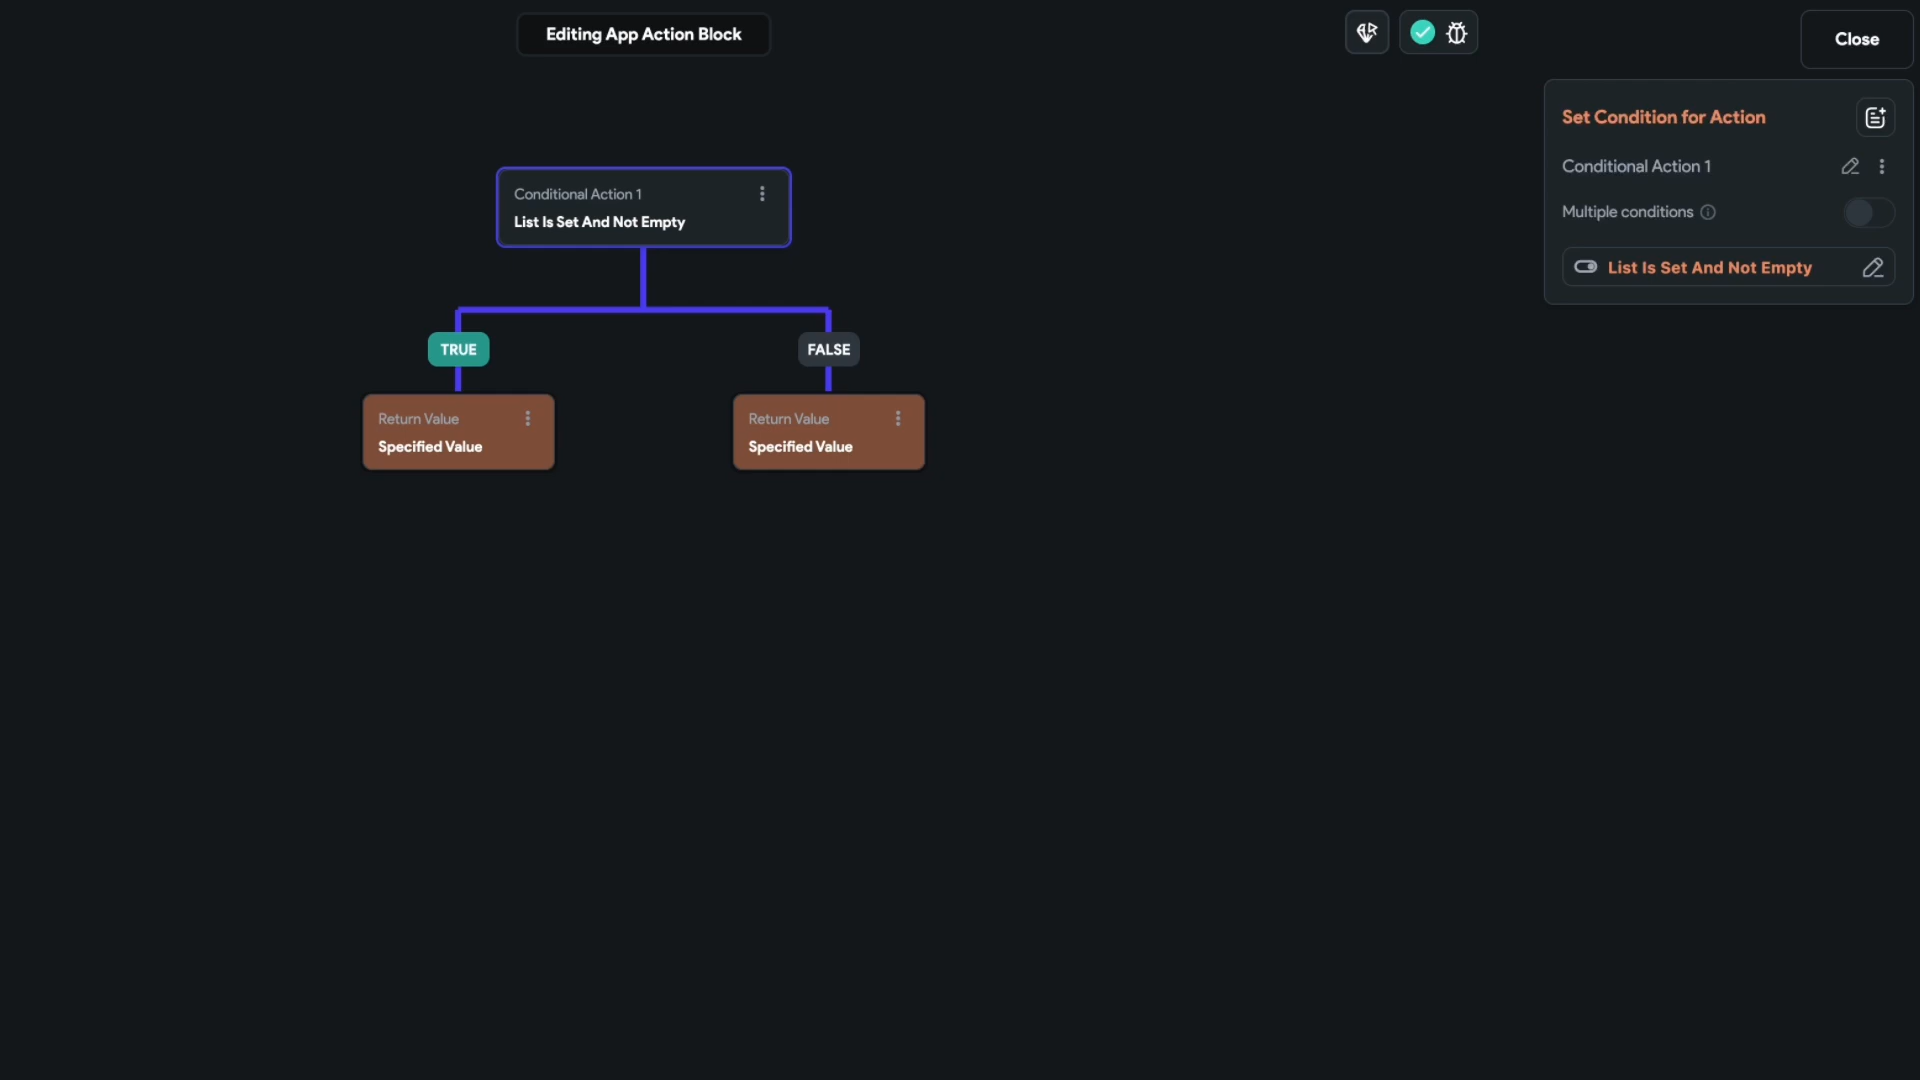 Editing App Action Block
Close
Set Condition for Action
Conditional Action 1
Multiple conditions
List Is Set And Not Empty
Conditional Action 1
List Is Set And Not Empty
TRUE
FALSE
Return Value
Specified Value
Return Value
Specified Value